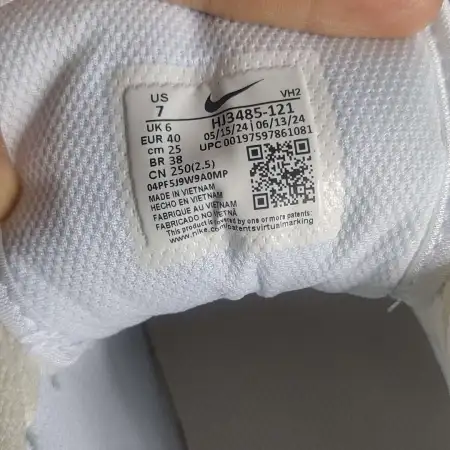 US
7
UK 6
EUR 40
cm 25
BR 38
CN 250(2.5)
04PF5J9W9A0MP
VH2
HJ3485-121
05/15/24 | 06/13/24
UPC 00197597861081
MADE IN VIETNAM
HECHO EN VIETNAM
FABRIQUE AU VIETNAM
FABRICADO NO VIETNÃ
This product is covered by one or more patents.
www.nike.com/patentsvirtualmarking